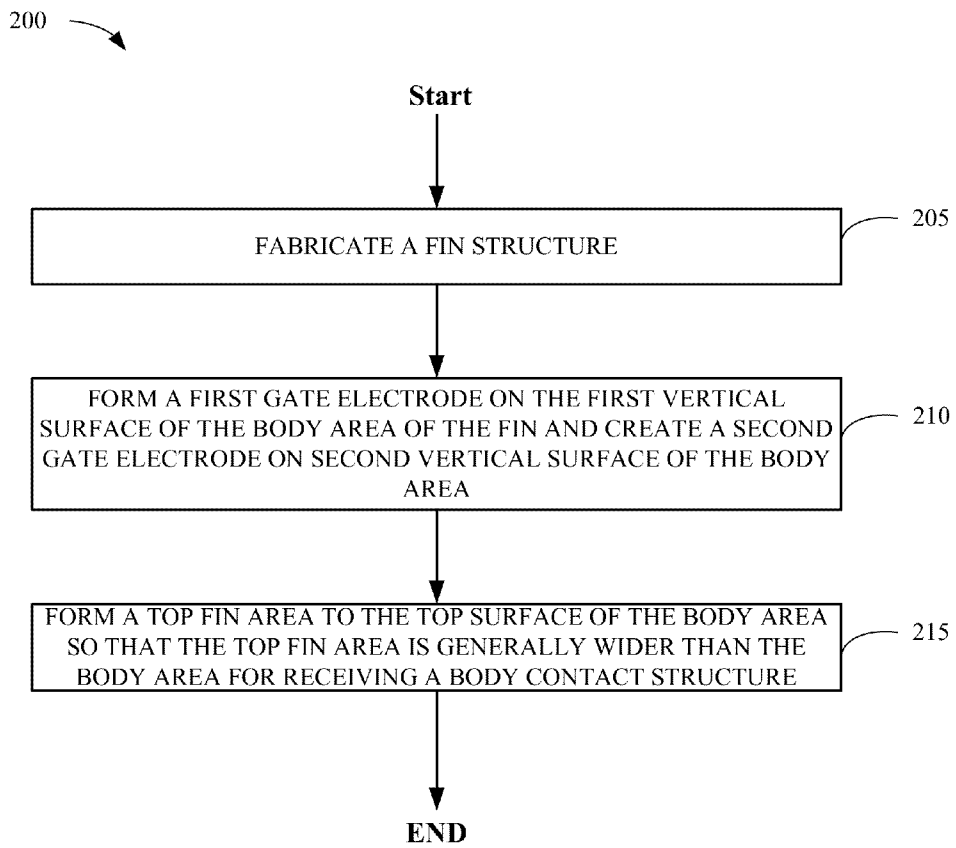 200
Start
FABRICATE A FIN STRUCTURE
205
FORM A FIRST GATE ELECTRODE ON THE FIRST VERTICAL
SURFACE OF THE BODY AREA OF THE FIN AND CREATE A SECOND
GATE ELECTRODE ON SECOND VERTICAL SURFACE OF THE BODY
AREA
210
FORM A TOP FIN AREA TO THE TOP SURFACE OF THE BODY AREA
SO THAT THE TOP FIN AREA IS GENERALLY WIDER THAN THE
BODY AREA FOR RECEIVING A BODY CONTACT STRUCTURE
215
END